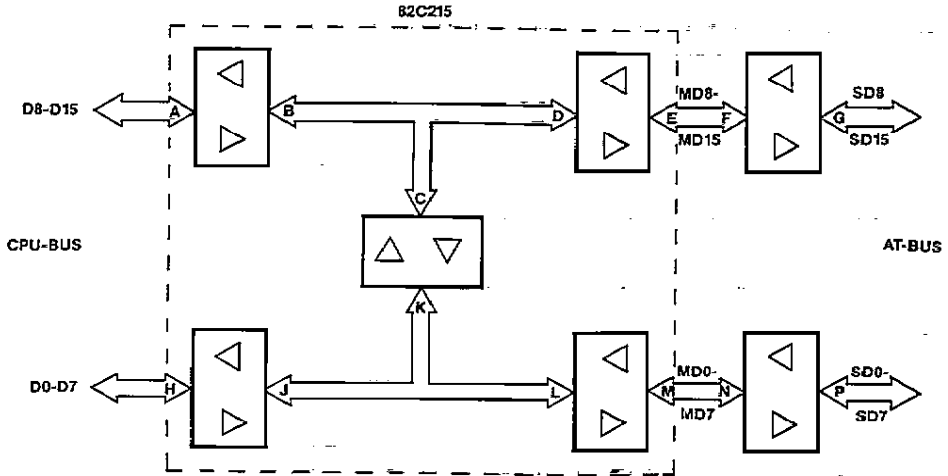 82C215
D8-D15
A
B
D
E
MD8-
MD15
F
G
SD8
SD15
C
CPU-BUS
AT-BUS
K
D0-D7
H
J
L
M
MD0-
MD7
N
P
SD0-
SD7